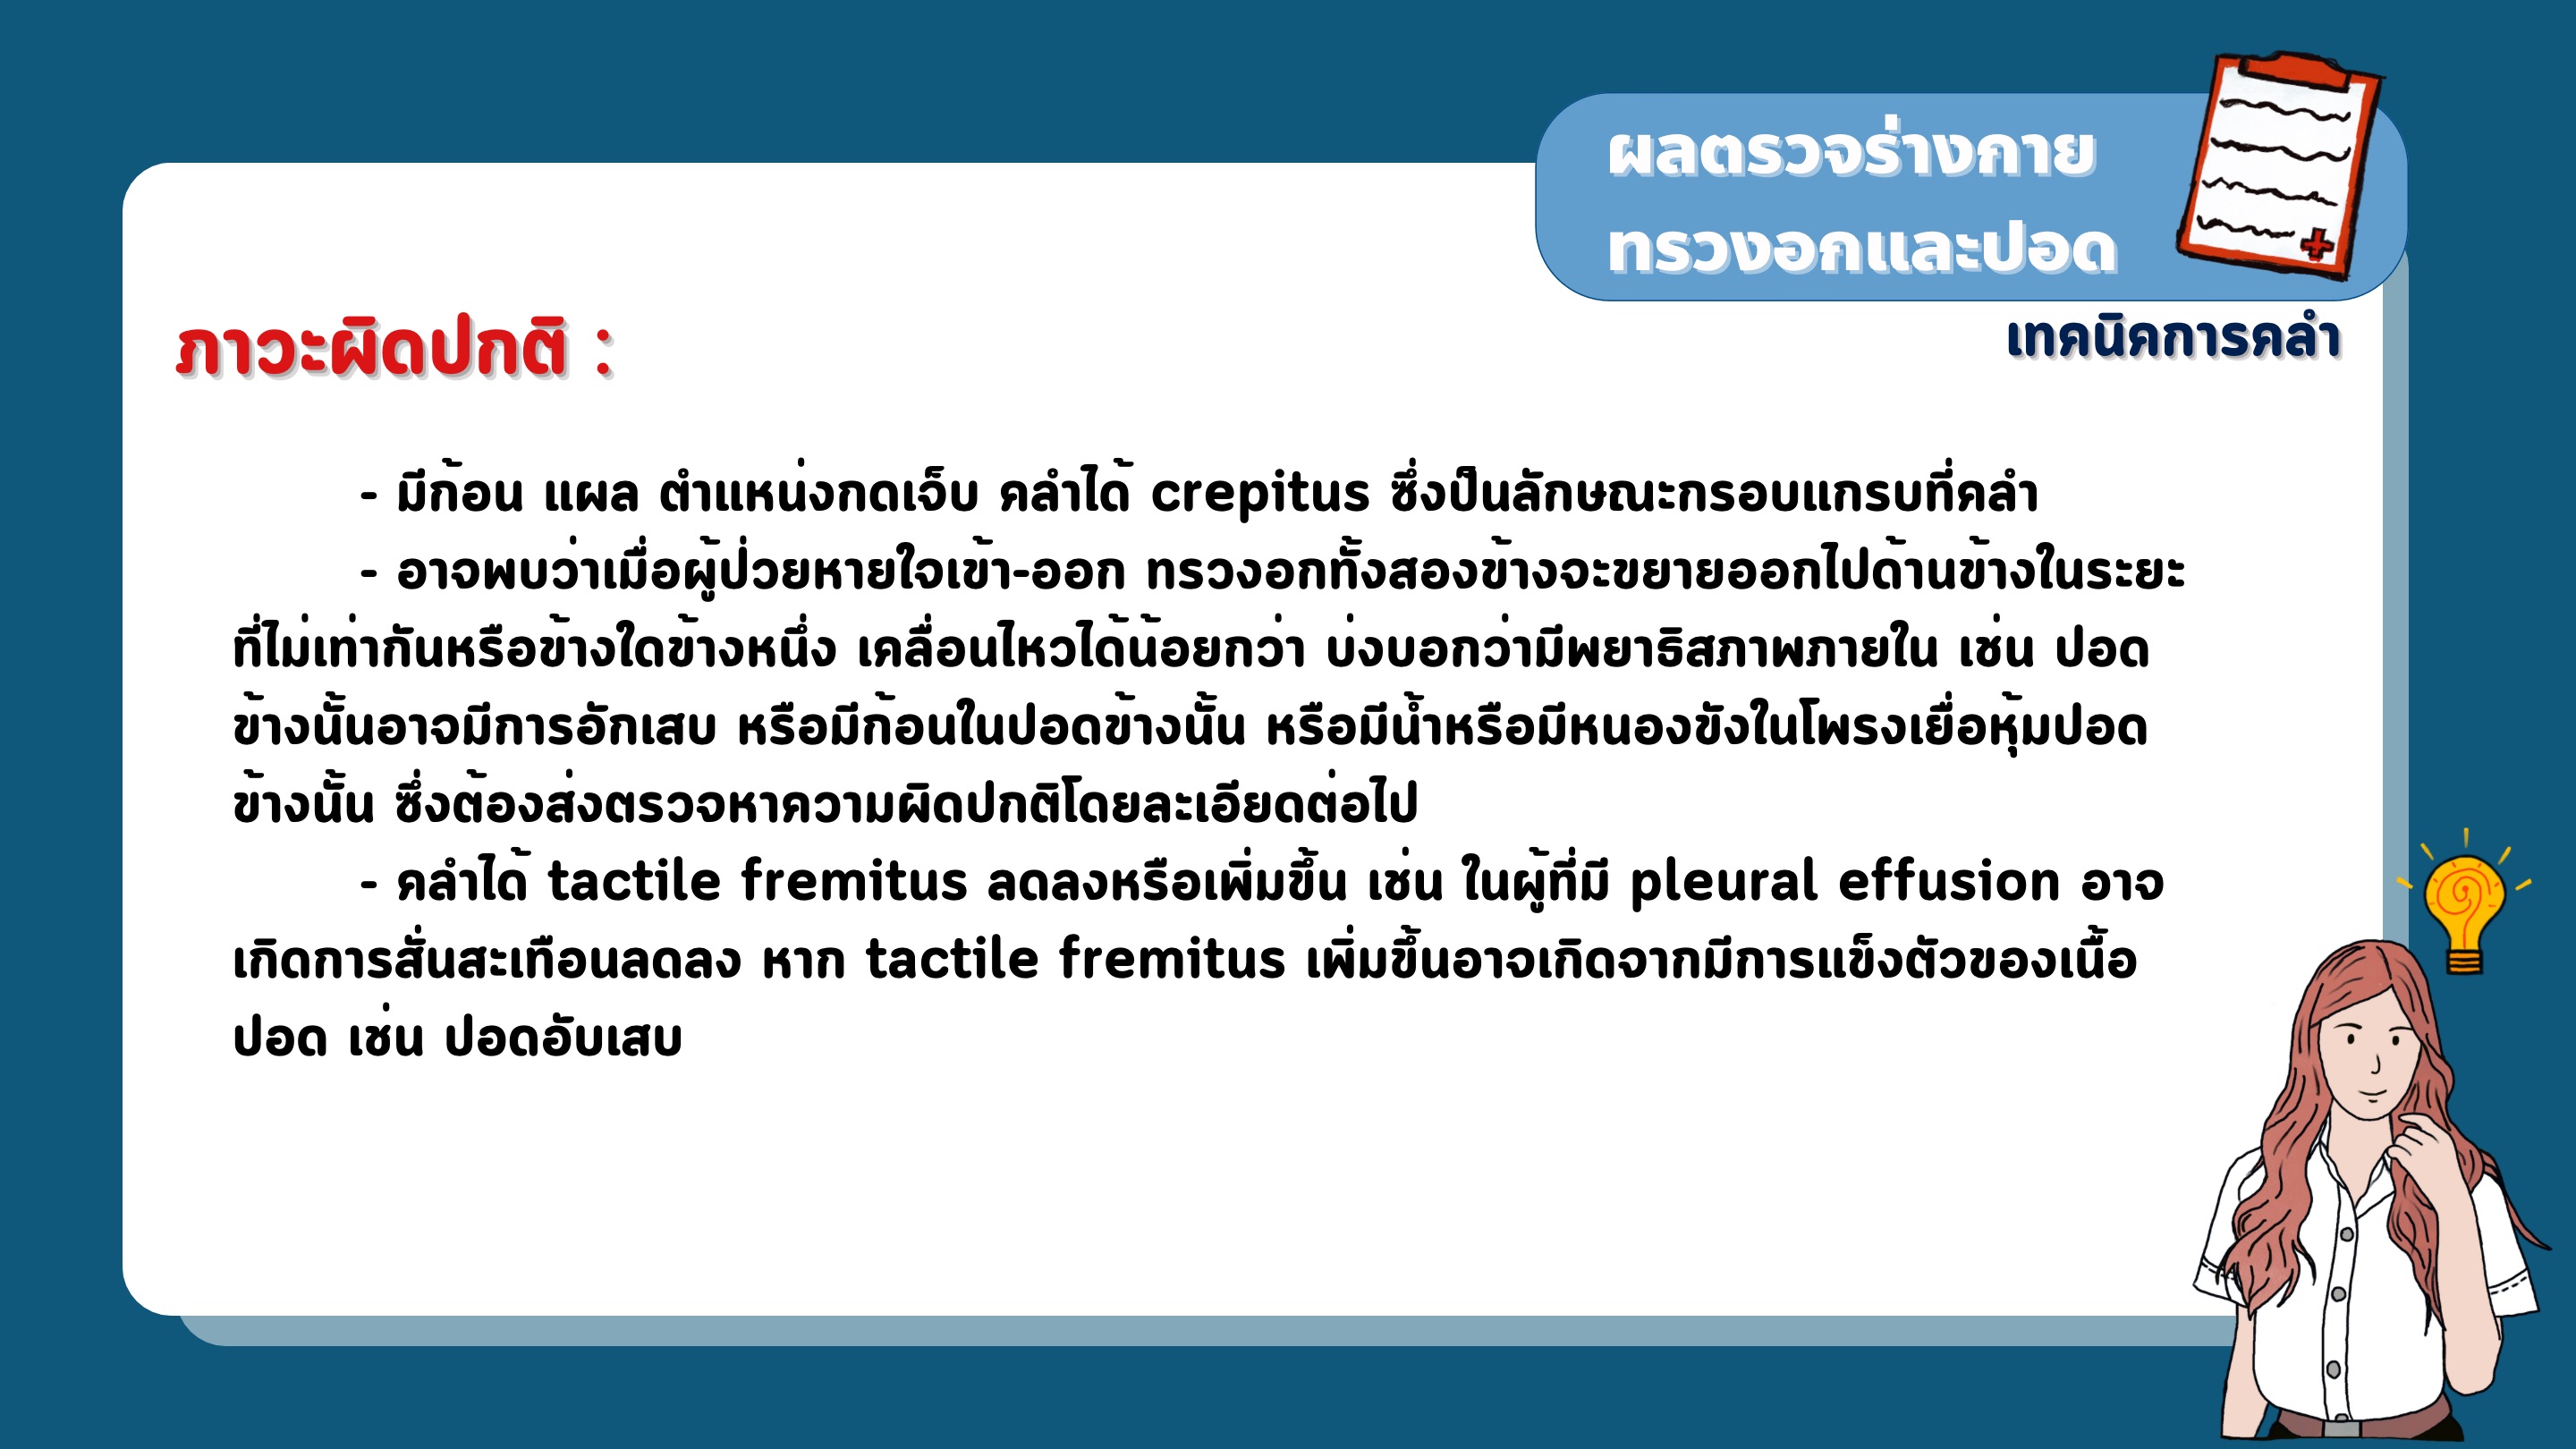 ผลตรวจร่างกาย
ทรวงอกและปอด
เทคนิคการคลำ
ภาวะผิดปกติ :
- มีก้อน แผล ตำแหน่งกดเจ็บ คลำได้ crepitus ซึ่งป็นลักษณะกรอบแกรบที่คลำ
- อาจพบว่าเมื่อผู้ป่วยหายใจเข้า-ออก ทรวงอกทั้งสองข้างจะขยายออกไปด้านข้างในระยะ
ที่ไม่เท่ากันหรือข้างใดข้างหนึ่ง เคลื่อนไหวได้น้อยกว่า บ่งบอกว่ามีพยาธิสภาพภายใน เช่น ปอด
ข้างนั้นอาจมีการอักเสบ หรือมีก้อนในปอดข้างนั้น หรือมีน้ำหรือมีหนองขังในโพรงเยื่อหุ้มปอด
ข้างนั้น ซึ่งต้องส่งตรวจหาความผิดปกติโดยละเอียดต่อไป
- คลำได้ tactile fremitus ลดลงหรือเพิ่มขึ้น เช่น ในผู้ที่มี pleural effusion อาจ
เกิดการสั่นสะเทือนลดลง หาก tactile fremitus เพิ่มขึ้นอาจเกิดจากมีการแข็งตัวของเนื้อ
ปอด เช่น ปอดอับเสบ